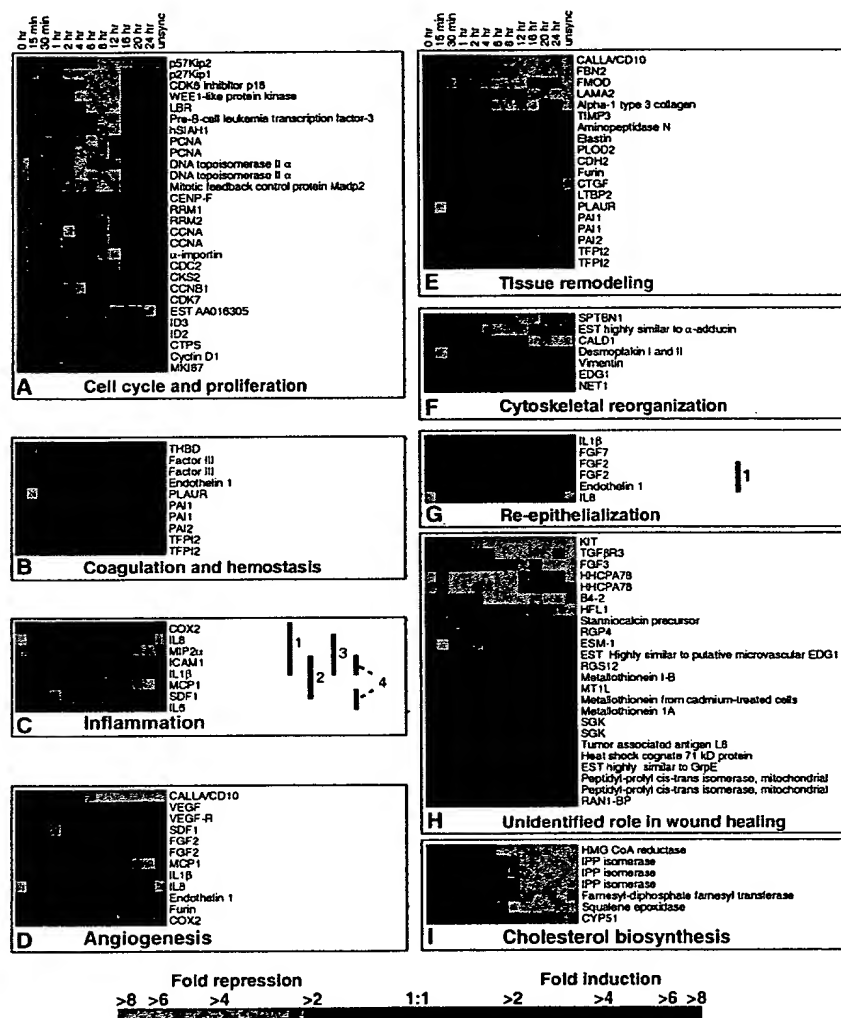 0 hr
15 min
30 min
1 hr
2 hr
4 hr
6 hr
8 hr
12 hr
16 hr
20 hr
24 hr
unsync
p57Kip2
p27Kip1
CDK6 inhibitor p18
WEE1-like protein kinase
LBR
Pre-B-cell leukemia transcription factor-3
hSIAH1
PCNA
PCNA
DNA topoisomerase II α
DNA topoisomerase II α
Mitotic feedback control protein Madp2
CENP-F
RRM1
RRM2
CCNA
CCNA
α-importin
CDC2
CKS2
CCNB1
CDK7
EST AA016305
ID3
ID2
CTPS
Cyclin D1
MKI67
A Cell cycle and proliferation
THBD
Factor III
Factor III
Endothelin 1
PLAUR
PAI1
PAI1
PAI2
TFPI2
TFPI2
B Coagulation and hemostasis
COX2
IL8
MIP2α
ICAM1
IL1β
MCP1
SDF1
IL6
1
2
3
4
C Inflammation
CALLA/CD10
VEGF
VEGF-R
SDF1
FGF2
FGF2
MCP1
IL1β
IL8
Endothelin 1
Furin
COX2
D Angiogenesis
0 hr
15 min
30 min
1 hr
2 hr
4 hr
6 hr
8 hr
12 hr
16 hr
20 hr
24 hr
unsync
CALLA/CD10
FBN2
FMOD
LAMA2
Alpha-1 type 3 collagen
TIMP3
Aminopeptidase N
Elastin
PLOD2
CDH2
Furin
CTGF
LTBP2
PLAUR
PAI1
PAI1
PAI2
TFPI2
TFPI2
E Tissue remodeling
SPTBN1
EST highly similar to α-adducin
CALD1
Desmoplakin I and II
Vimentin
EDG1
NET1
F Cytoskeletal reorganization
IL1β
FGF7
FGF2
FGF2
Endothelin 1
IL8
1
G Re-epithelialization
KIT
TGFβR3
FGF3
HHCPA78
HHCPA78
B4-2
HFL1
Stanniocalcin precursor
RGP4
ESM-1
EST Highly similar to putative microvascular EDG1
RGS12
Metallothionein I-B
MT1L
Metallothionein from cadmium-treated cells
Metallothionein 1A
SGK
SGK
Tumor associated antigen L6
Heat shock cognate 71 kD protein
EST highly similar to GrpE
Peptidyl-prolyl cis-trans isomerase, mitochondrial
Peptidyl-prolyl cis-trans isomerase, mitochondrial
RAN1-BP
H Unidentified role in wound healing
HMG CoA reductase
IPP isomerase
IPP isomerase
IPP isomerase
Farnesyl-diphosphate farnesyl transferase
Squalene epoxidase
CYP51
I Cholesterol biosynthesis
Fold repression Fold induction
>8 >6 >4 >2 1:1 >2 >4 >6 >8